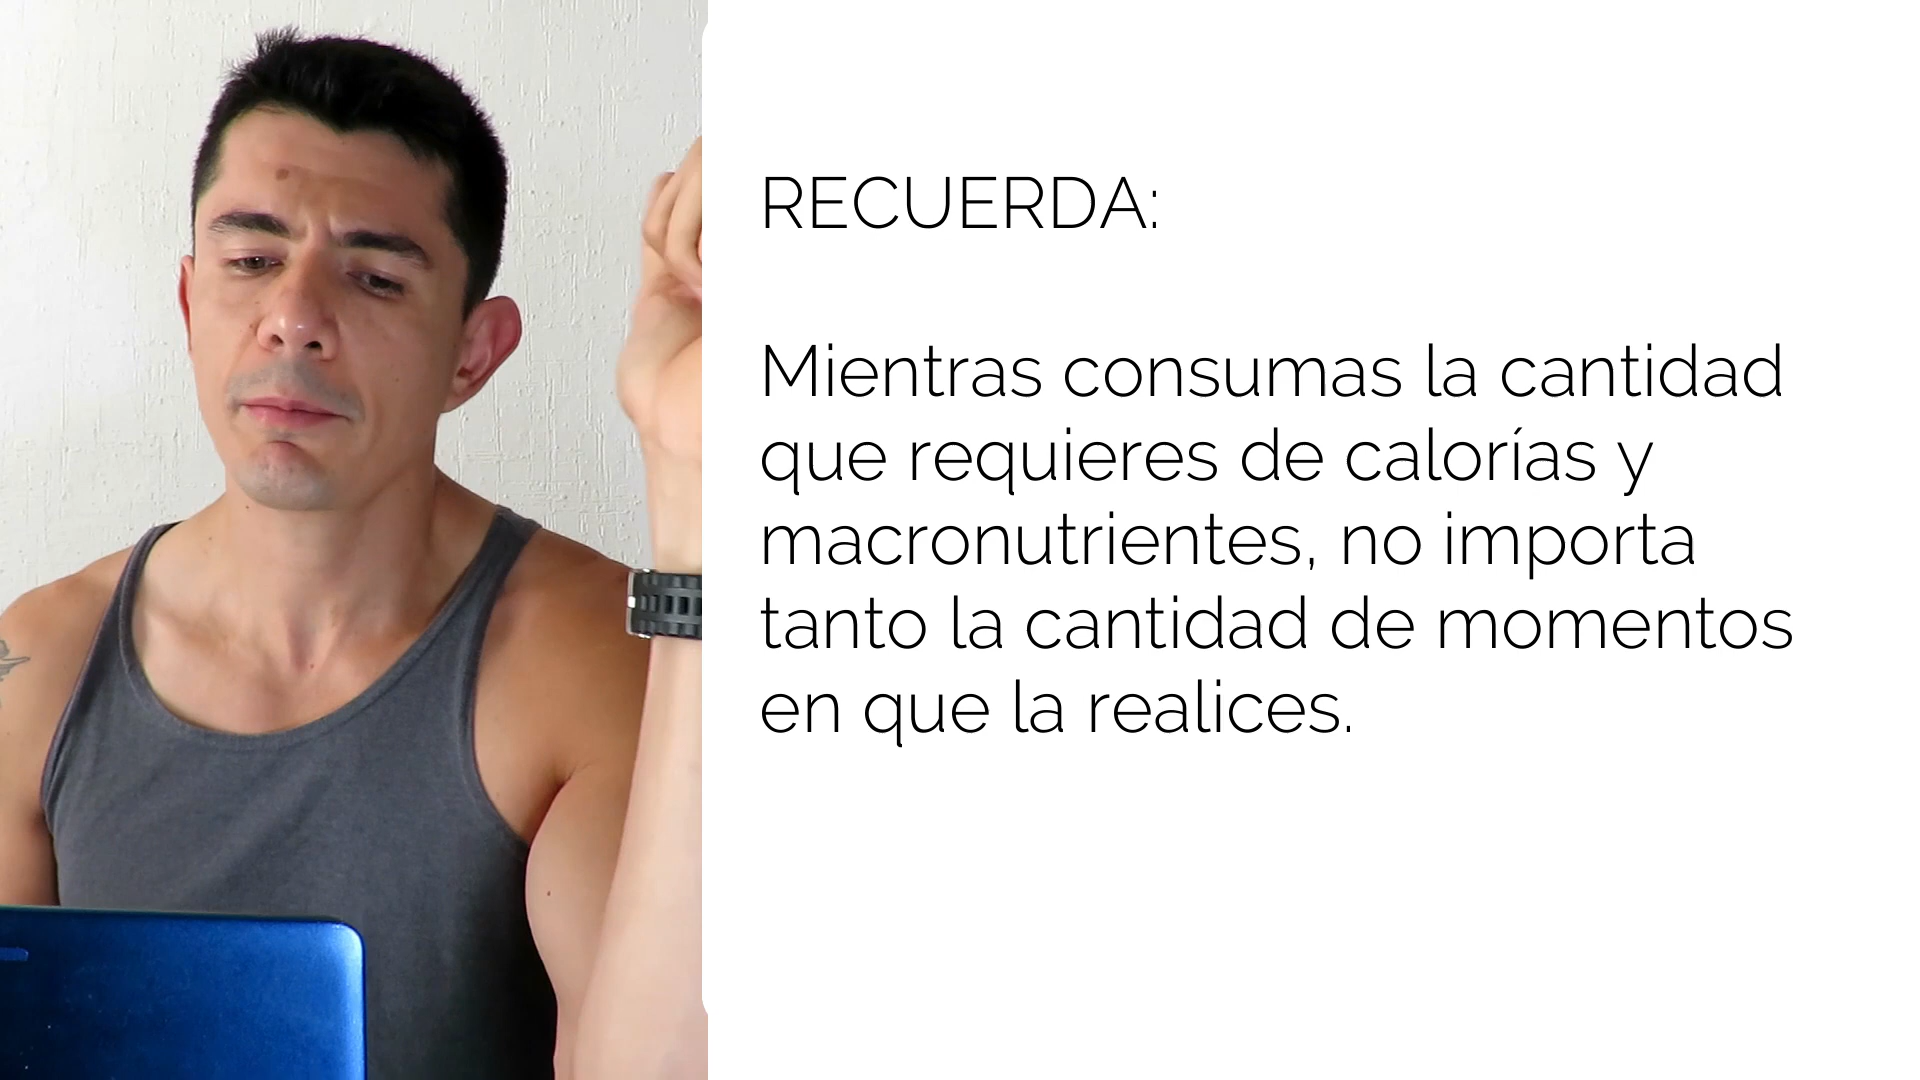 RECUERDA:
Mientras consumas la cantidad
que requieres de calorías y
macronutrientes, no importa
tanto la cantidad de momentos
en que la realices.